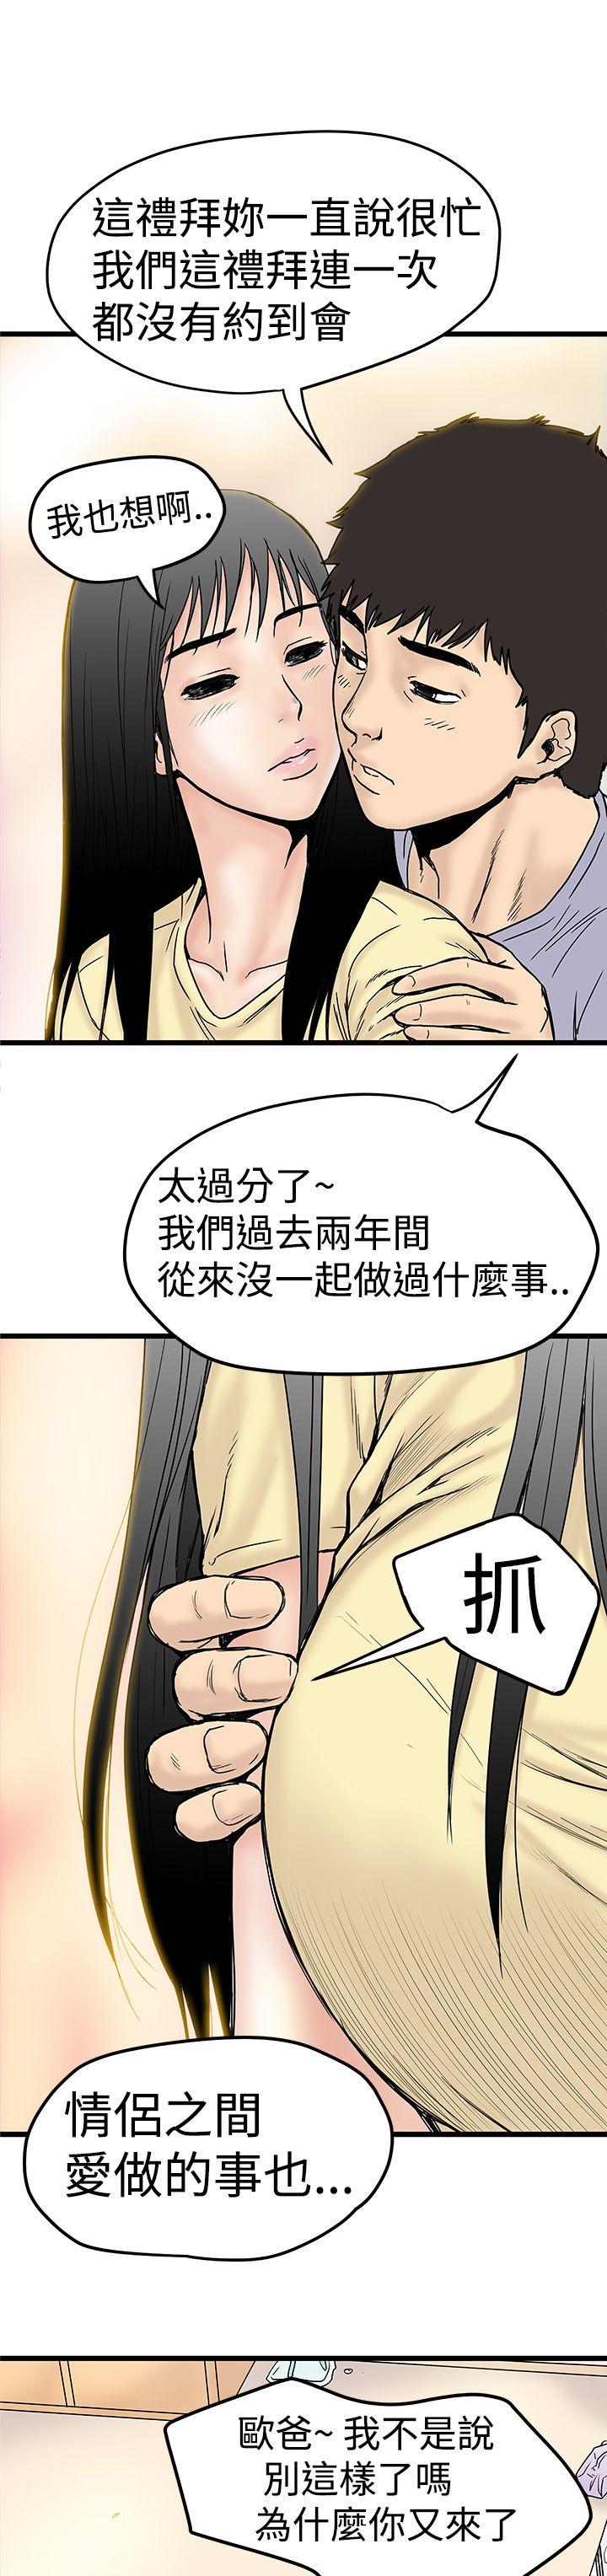 這禮拜妳一直說很忙
我們這禮拜連一次
都沒有約到會
我也想啊..
太過分了~
我們過去兩年間
從來沒一起做過什麼事..
抓
情侶之間
愛做的事也...
歐爸~ 我不是說
別這樣了嗎
為什麼你又來了